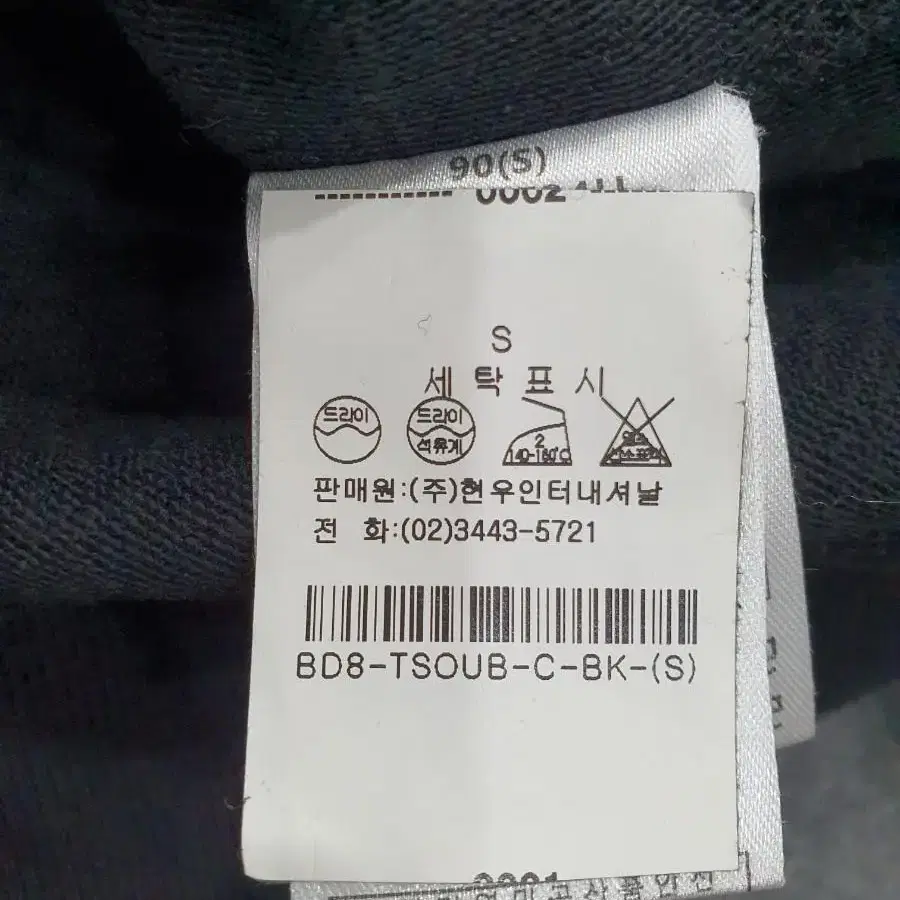 90(S)
S
세탁표시
드라이 드라이
석유계
2
140-160℃
판매원:(주)현우인터내셔날
전 화:(02)3443-5721
BD8-TSOUB-C-BK-(S)